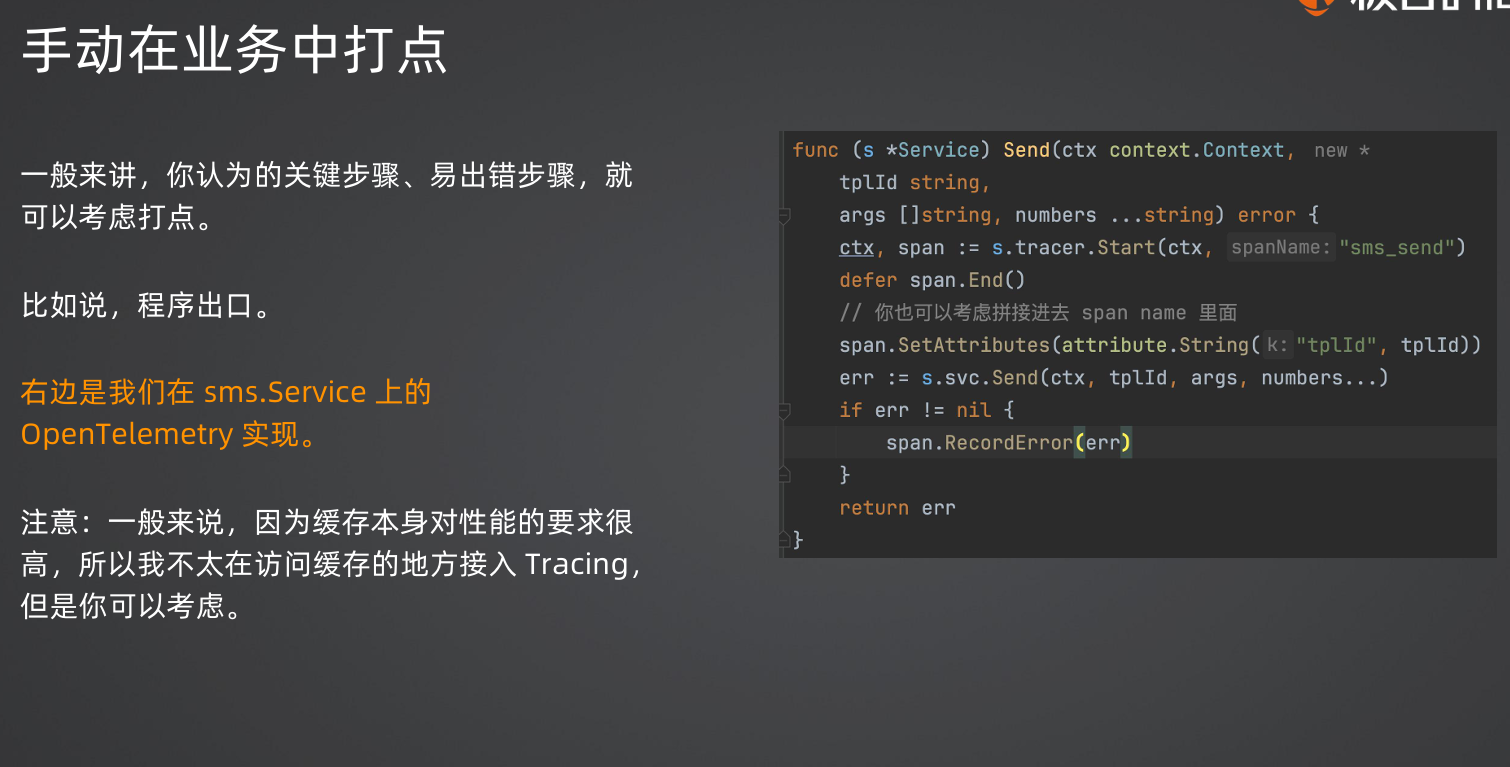 手动在业务中打点
一般来讲，你认为的关键步骤、易出错步骤，就
可以考虑打点。
比如说，程序出口。
右边是我们在 sms.Service 上的
OpenTelemetry 实现。
注意：一般来说，因为缓存本身对性能的要求很
高，所以我不太在访问缓存的地方接入 Tracing，
但是你可以考虑。
func (s *Service) Send(ctx context.Context, new *
tplId string,
args []string, numbers ...string) error {
ctx, span := s.tracer.Start(ctx, spanName: "sms_send")
defer span.End()
// 你也可以考虑拼接进去 span name 里面
span.SetAttributes(attribute.String( k: "tplId", tplId))
err := s.svc.Send(ctx, tplId, args, numbers...)
if err != nil {
span.RecordError(err)
}
return err
}